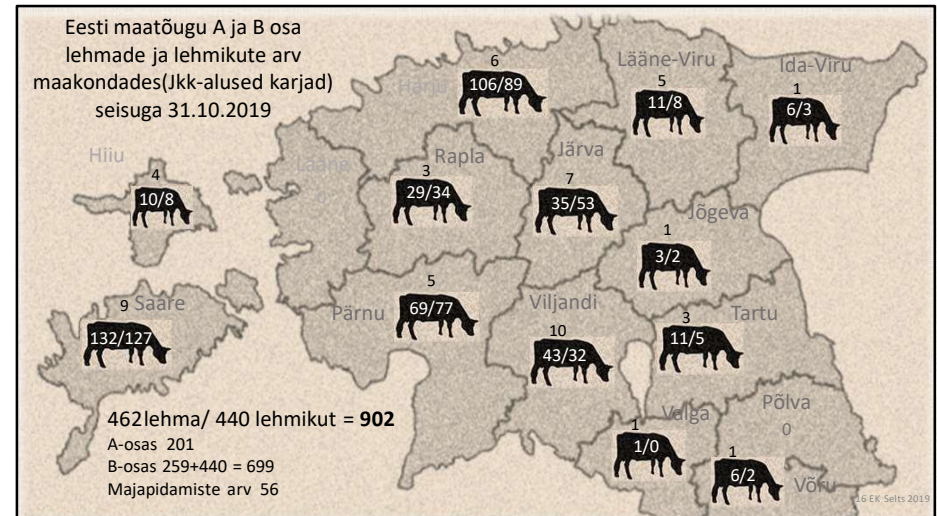 Eesti maatõugu A ja B osa
lehmade ja lehmikute arv
maakondades(Jkk-alused karjad)
seisuga 31.10.2019
Harju
6
106/89
Lääne-Viru
5
11/8
Ida-Viru
1
6/3
Hiiu
4
10/8
Lääne
Rapla
3
29/34
Järva
7
35/53
Jõgeva
1
3/2
9 Saare
132/127
Pärnu
5
69/77
Viljandi
10
43/32
3
Tartu
11/5
Valga
1
1/0
Põlva
0
1
6/2
Võru
462lehma/ 440 lehmikut = 902
A-osas 201
B-osas 259+440 = 699
Majapidamiste arv 56
16 EK Selts 2019